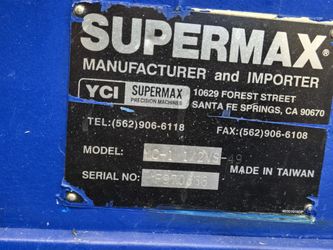 SUPERMAX®
MANUFACTURER and IMPORTER
YCI SUPERMAX
PRECISION MACHINES
10629 FOREST STREET
SANTA FE SPRINGS, CA 90670
TEL:(562)906-6118 FAX:(562)906-6108
MODEL: -49
MADE IN TAIWAN
SERIAL NO: